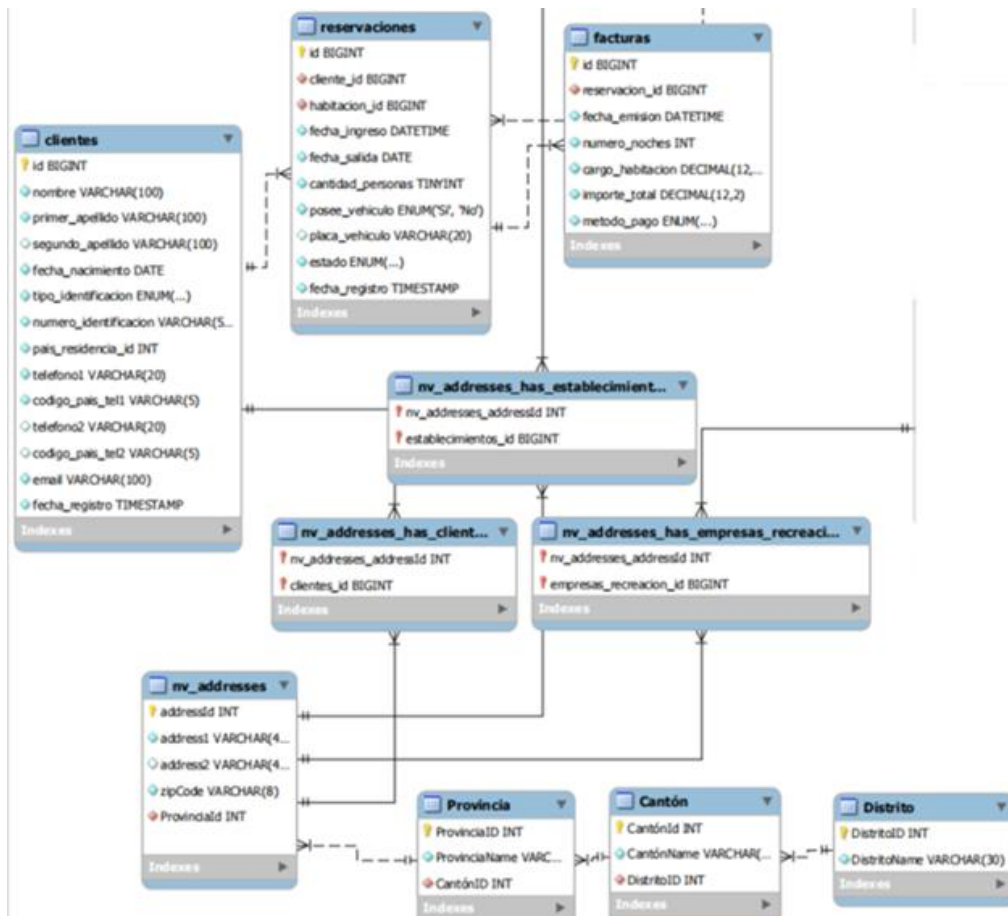 reservaciones
id BIGINT
cliente_id BIGINT
habitacion_id BIGINT
fecha_ingreso DATETIME
fecha_salida DATE
cantidad_personas TINYINT
posee_vehiculo ENUM('Sí', 'No')
placa_vehiculo VARCHAR(20)
estado ENUM(...)
fecha_registro TIMESTAMP
Indexes
facturas
id BIGINT
reservacion_id BIGINT
fecha_emision DATETIME
numero_noches INT
cargo_habitacion DECIMAL(12,...
importe_total DECIMAL(12,2)
metodo_pago ENUM(...)
Indexes
clientes
id BIGINT
nombre VARCHAR(100)
primer_apellido VARCHAR(100)
segundo_apellido VARCHAR(100)
fecha_nacimiento DATE
tipo_identificacion ENUM(...)
numero_identificacion VARCHAR(5...
pais_residencia_id INT
telefono1 VARCHAR(20)
codigo_pais_tel1 VARCHAR(5)
telefono2 VARCHAR(20)
codigo_pais_tel2 VARCHAR(5)
email VARCHAR(100)
fecha_registro TIMESTAMP
Indexes
nv_addresses_has_establecimient...
nv_addresses_addressId INT
establecimientos_id BIGINT
Indexes
nv_addresses_has_client...
nv_addresses_addressId INT
clientes_id BIGINT
Indexes
nv_addresses_has_empresas_recreaci...
nv_addresses_addressId INT
empresas_recreacion_id BIGINT
Indexes
nv_addresses
addressId INT
address1 VARCHAR(4...
address2 VARCHAR(4...
zipCode VARCHAR(8)
ProvinciaId INT
Indexes
Provincia
ProvinciaID INT
ProvinciaName VARC...
CantónID INT
Indexes
Cantón
CantónId INT
CantónName VARCHAR(...
DistritoID INT
Indexes
Distrito
DistritoID INT
DistritoName VARCHAR(30)
Indexes